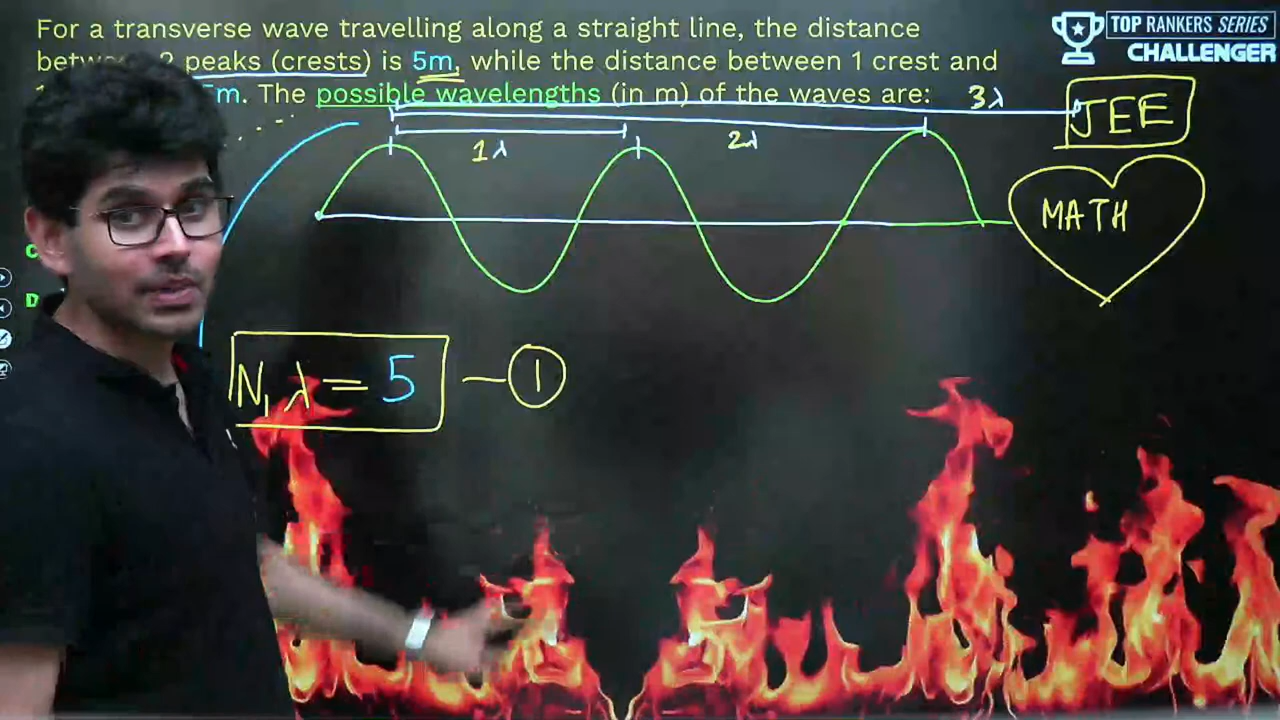 For a transverse wave travelling along a straight line, the distance
2 peaks (crests) is 5m, while the distance between 1 crest and
m. The possible wavelengths (in m) of the waves are:
TOP RANKERS SERIES
CHALLENGER
3λ
JEE
1λ
2λ
MATH
D
N₁ λ = 5 — ①